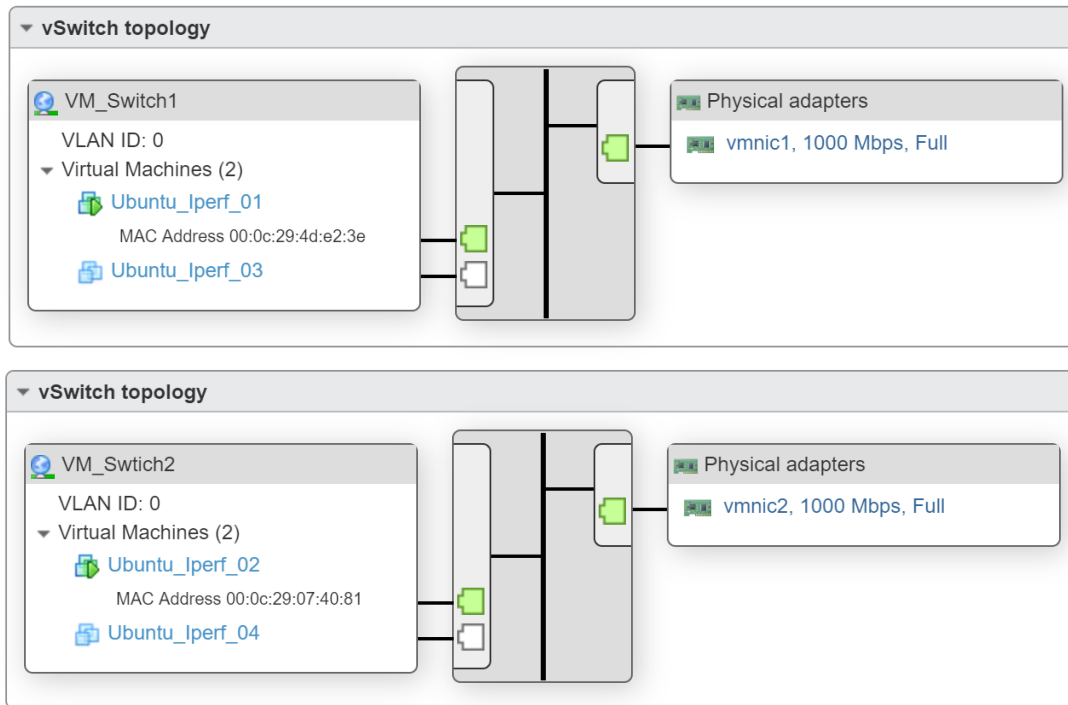 vSwitch topology
VM_Switch1
VLAN ID: 0
Virtual Machines (2)
Ubuntu_Iperf_01
MAC Address 00:0c:29:4d:e2:3e
Ubuntu_Iperf_03
Physical adapters
vmnic1, 1000 Mbps, Full
vSwitch topology
VM_Swtich2
VLAN ID: 0
Virtual Machines (2)
Ubuntu_Iperf_02
MAC Address 00:0c:29:07:40:81
Ubuntu_Iperf_04
Physical adapters
vmnic2, 1000 Mbps, Full